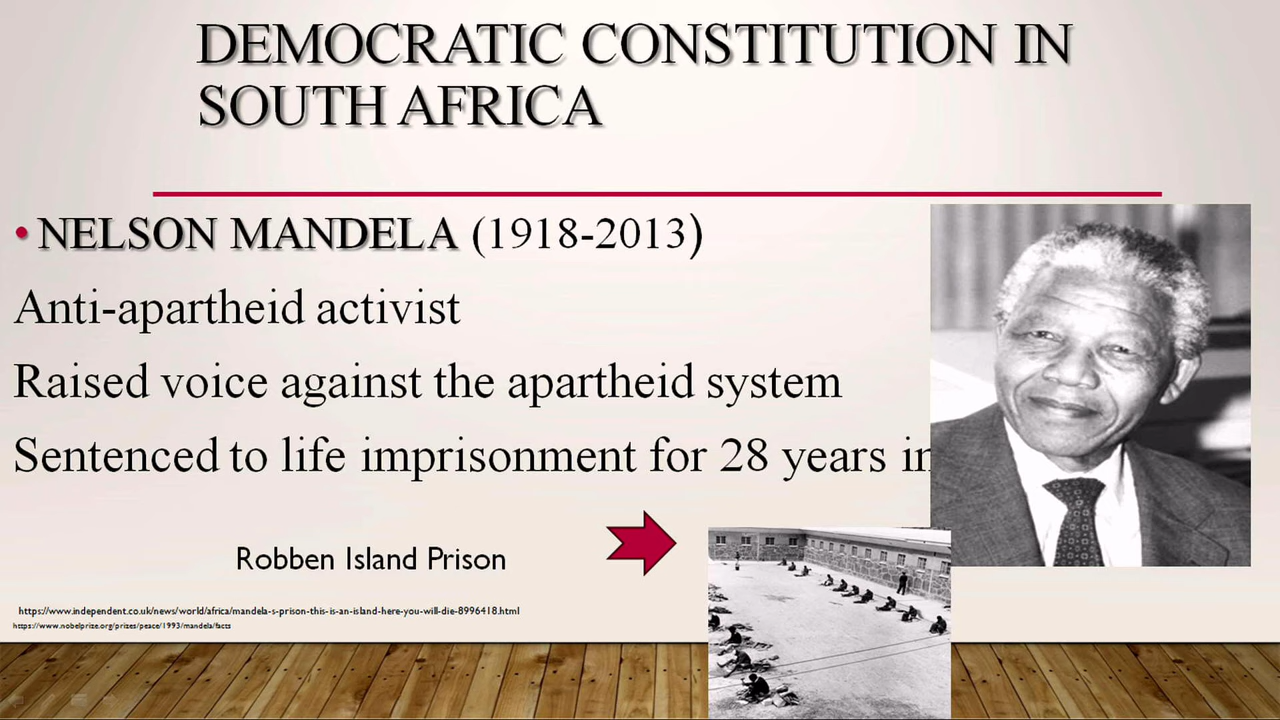 DEMOCRATIC CONSTITUTION IN
SOUTH AFRICA
• NELSON MANDELA (1918-2013)
Anti-apartheid activist
Raised voice against the apartheid system
Sentenced to life imprisonment for 28 years in
Robben Island Prison
https://www.independent.co.uk/news/world/africa/mandela-s-prison-this-is-an-island-here-you-will-die-8996418.html
https://www.nobelprize.org/prizes/peace/1993/mandela/facts